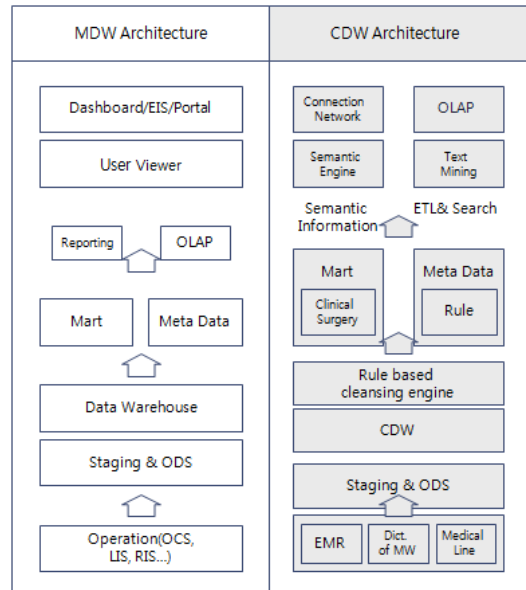 MDW Architecture
Dashboard/EIS/Portal
User Viewer
Reporting
OLAP
Mart
Meta Data
Data Warehouse
Staging & ODS
Operation(OCS,
LIS, RIS...)
CDW Architecture
Connection
Network
OLAP
Semantic
Engine
Text
Mining
Semantic
Information
ETL& Search
Mart
Clinical
Surgery
Meta Data
Rule
Rule based
cleansing engine
CDW
Staging & ODS
EMR
Dict.
of MW
Medical
Line